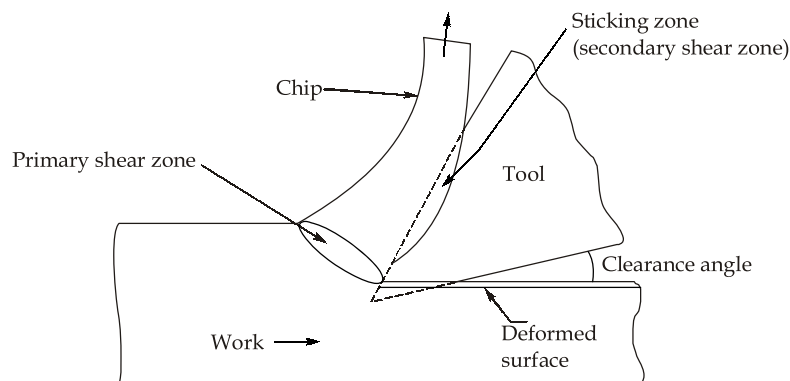 Sticking zone
(secondary shear zone)
Chip
Primary shear zone
Tool
Clearance angle
Work
Deformed
surface